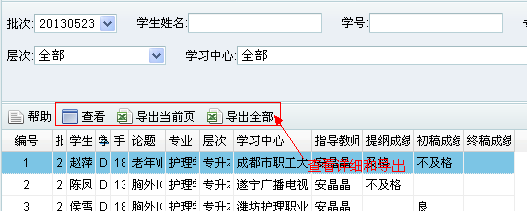 批次: 20130523 学生姓名: 学号:
层次: 全部 学习中心: 全部
帮助 查看 导出当前页 导出全部
编号 学生 手 论题 专业 层次 学习中心 指导教师 提纲成绩 初稿成绩 终稿成绩
1 2 赵萍 D 18 老年 护理 专升 成都市职工大 安晶晶 及格 不及格
查看详细和导出
2 2 陈凤 D 13 胸外 护理 专升 遂宁广播电视 安晶晶 不及格
3 2 侯雪 D 18 胸外 护理 专升 潍坊护理职业 安晶晶 良